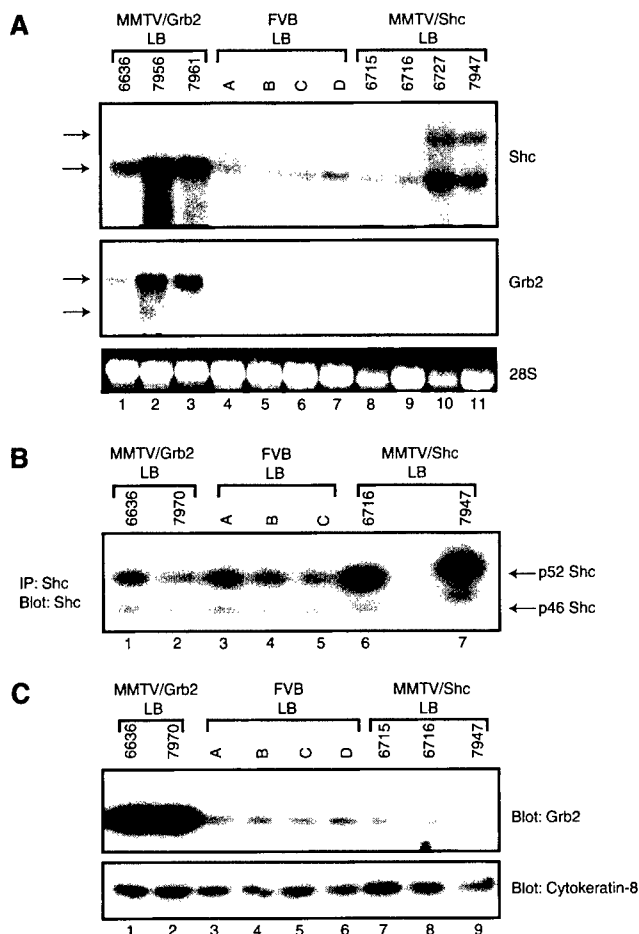 A
MMTV/Grb2 FVB MMTV/Shc
LB LB LB
6636 7956 7961 A B C D 6715 6716 6727 7947
Shc
Grb2
28S
1 2 3 4 5 6 7 8 9 10 11
B
MMTV/Grb2 FVB MMTV/Shc
LB LB LB
6636 7970 A B C 6716 7947
IP: Shc
Blot: Shc
p52 Shc
p46 Shc
1 2 3 4 5 6 7
C
MMTV/Grb2 FVB MMTV/Shc
LB LB LB
6636 7970 A B C D 6715 6716 7947
Blot: Grb2
Blot: Cytokeratin-8
1 2 3 4 5 6 7 8 9